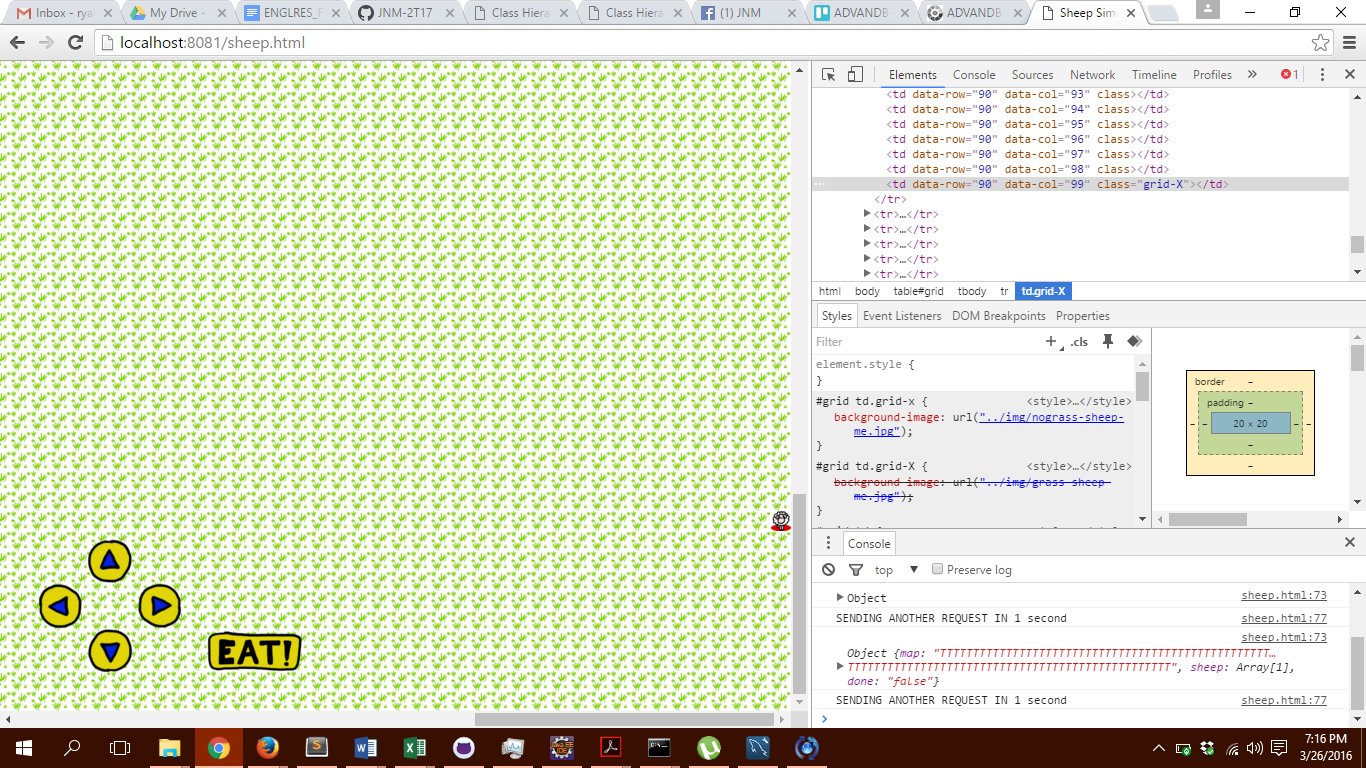 Inbox - rya
My Drive -
ENGLRES_F
JNM-2T17
Class Hiera
Class Hiera
(1) JNM
ADVANDB
ADVANDB
Sheep Sim
localhost:8081/sheep.html
Elements Console Sources Network Timeline Profiles » 1
<td data-row="90" data-col="93" class></td>
<td data-row="90" data-col="94" class></td>
<td data-row="90" data-col="95" class></td>
<td data-row="90" data-col="96" class></td>
<td data-row="90" data-col="97" class></td>
<td data-row="90" data-col="98" class></td>
… <td data-row="90" data-col="99" class="grid-X"></td>
</tr>
<tr>…</tr>
<tr>…</tr>
<tr>…</tr>
<tr>…</tr>
<tr>…</tr>
html body table#grid tbody tr td.grid-X
Styles Event Listeners DOM Breakpoints Properties
Filter + .cls
element.style {
}
#grid td.grid-x { <style>…</style>
background-image: url("../img/nograss-sheep-
me.jpg");
}
#grid td.grid-X { <style>…</style>
background-image: url("../img/grass-sheep-
me.jpg");
}
border –
padding –
– – 20 × 20 – –
–
–
EAT!
Console
top Preserve log
Object sheep.html:73
SENDING ANOTHER REQUEST IN 1 second sheep.html:77
sheep.html:73
Object {map: "TTTTTTTTTTTTTTTTTTTTTTTTTTTTTTTTTTTTTTTTTTTTTTTTTT…
TTTTTTTTTTTTTTTTTTTTTTTTTTTTTTTTTTTTTTTTTTTTTTTTT", sheep: Array[1],
done: "false"}
SENDING ANOTHER REQUEST IN 1 second sheep.html:77
>
7:16 PM
3/26/2016